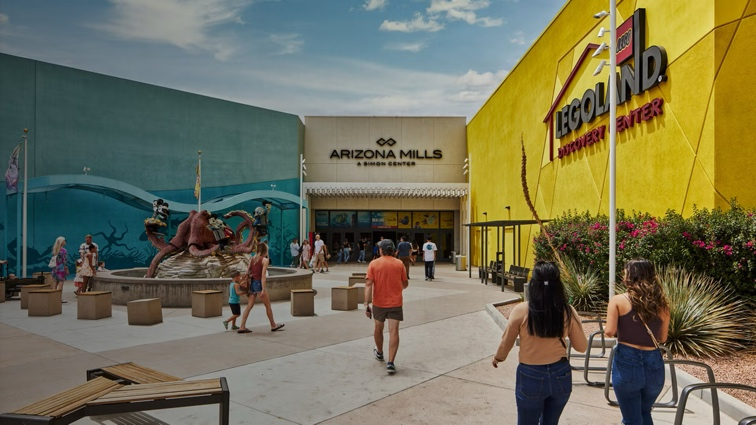 ARIZONA MILLS
A SIMON CENTER
LEGO
LEGOLAND
DISCOVERY CENTER